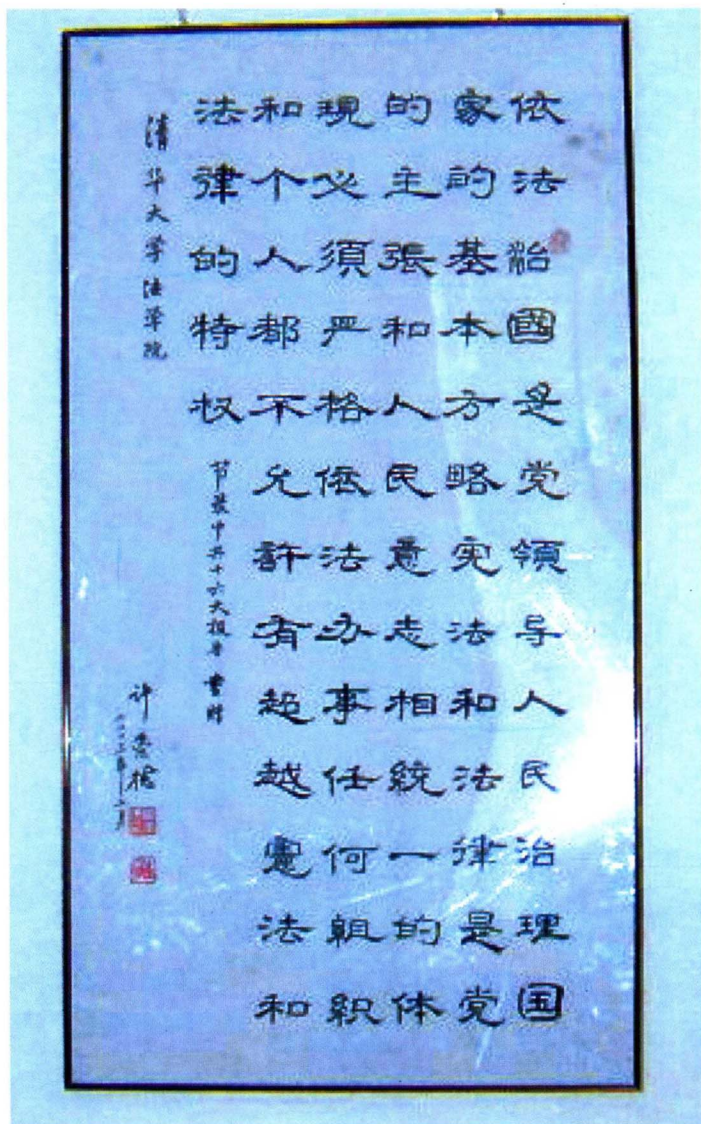 依法治國是党領导人民治理国
家的基本方略宪法和法律是党
的主張和人民意志相統一的体
現必須严格依法办事任何組织
和个人都不允許有超越憲法和
法律的特权
节录中共十六大报告 書贈
清华大学法学院
许